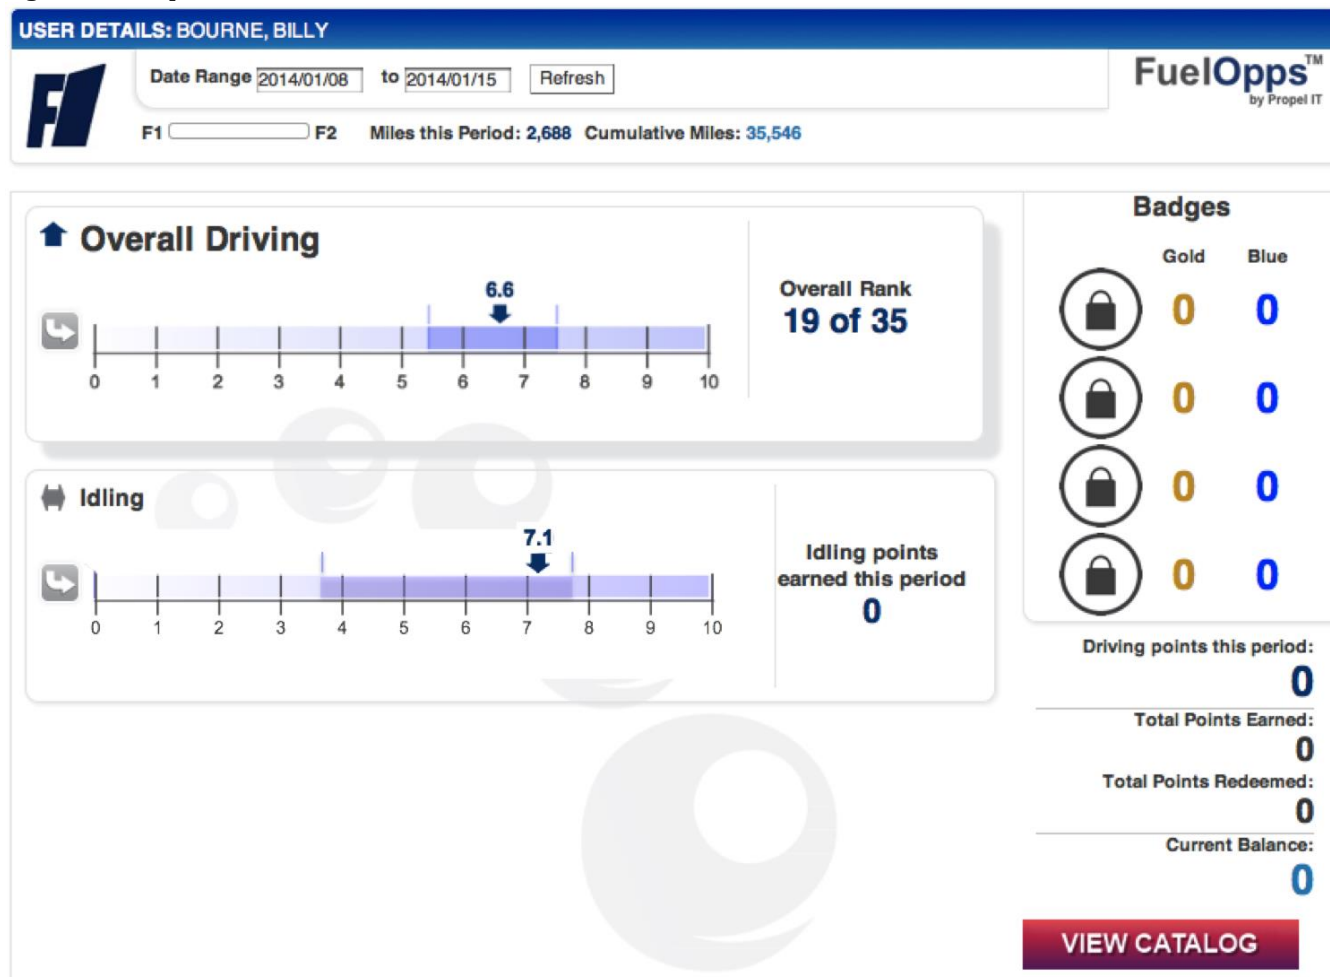 USER DETAILS: BOURNE, BILLY
F1
Date Range 2014/01/08 to 2014/01/15 Refresh
FuelOpps™
by Propel IT
F1 F2 Miles this Period: 2,688 Cumulative Miles: 35,546
Overall Driving
6.6
0 1 2 3 4 5 6 7 8 9 10
Overall Rank
19 of 35
Idling
7.1
0 1 2 3 4 5 6 7 8 9 10
Idling points
earned this period
0
Badges
Gold Blue
0 0
0 0
0 0
0 0
Driving points this period:
0
Total Points Earned:
0
Total Points Redeemed:
0
Current Balance:
0
VIEW CATALOG